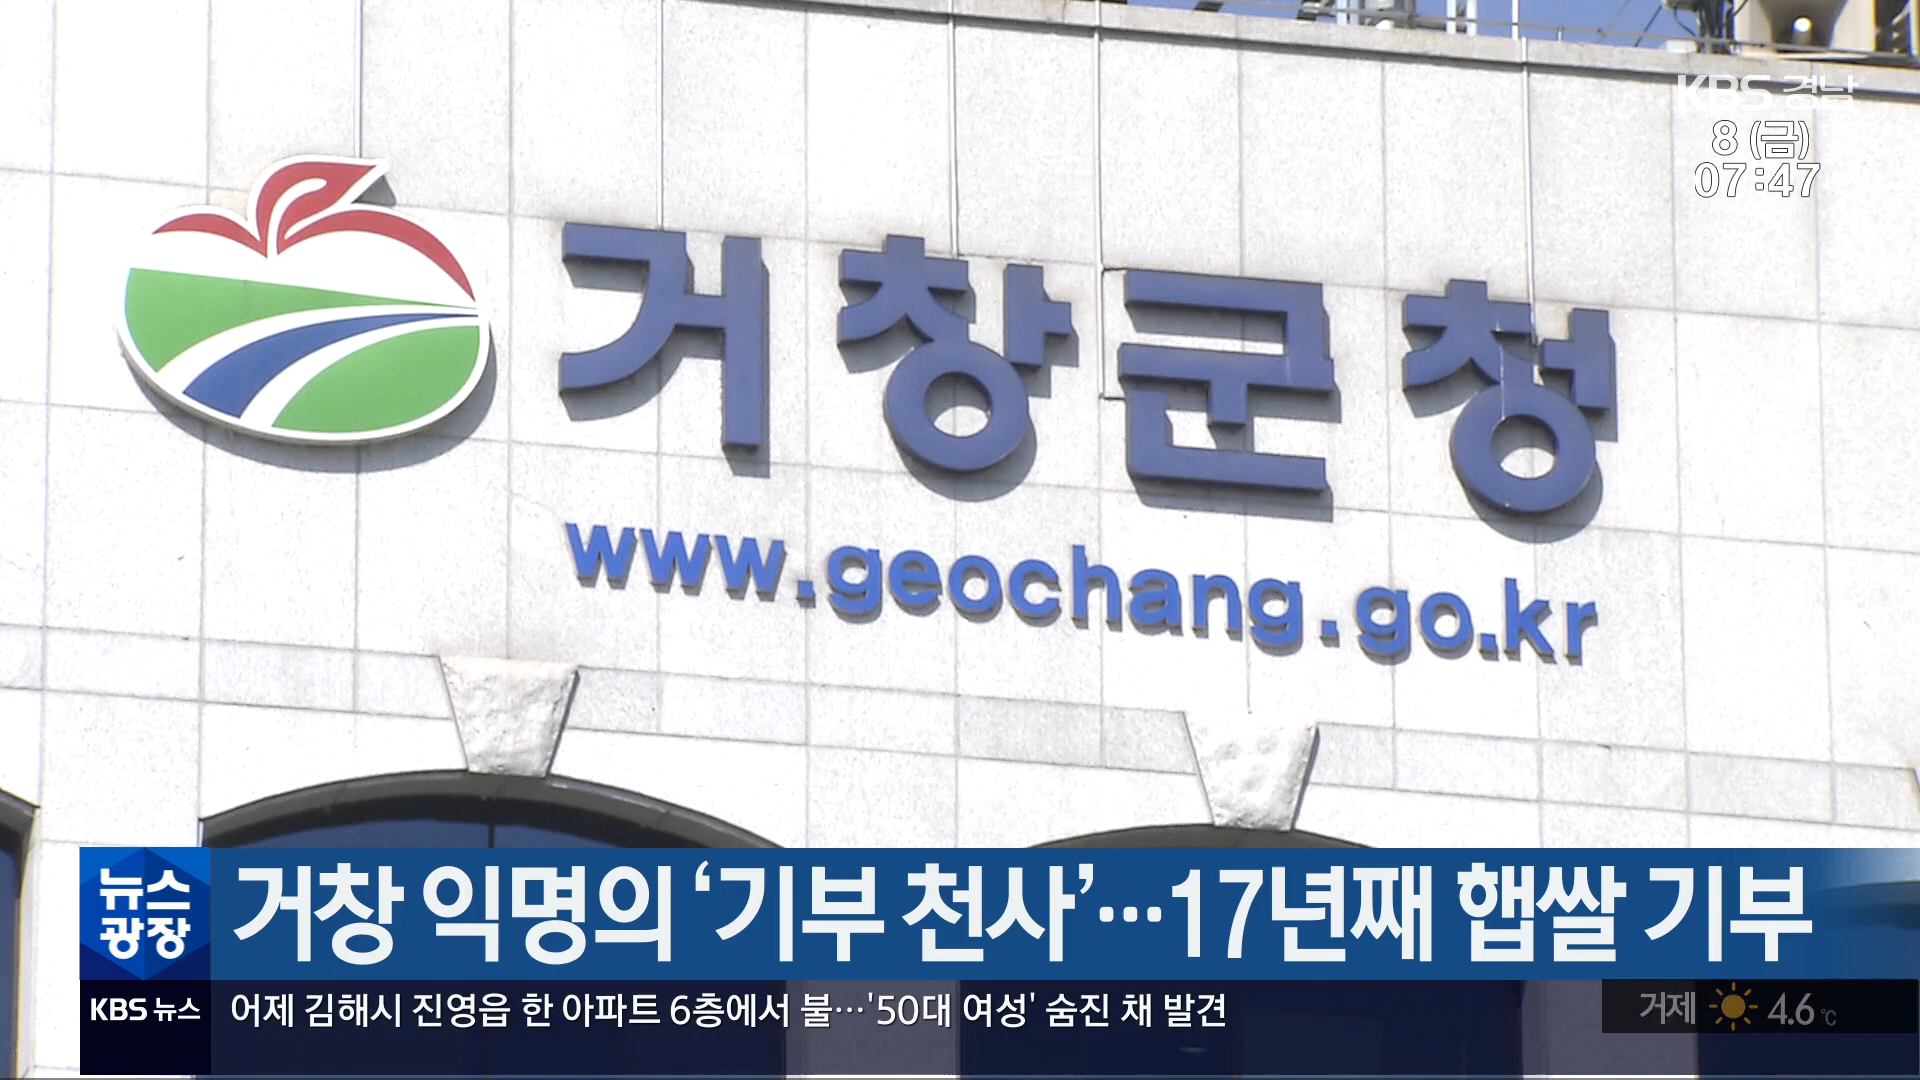 KBS 경남
8 (금)
07:47
거창군청
www.geochang.go.kr
뉴스
광장
거창 익명의 ‘기부 천사’…17년째 햅쌀 기부
KBS 뉴스
어제 김해시 진영읍 한 아파트 6층에서 불…'50대 여성' 숨진 채 발견
거제 4.6℃